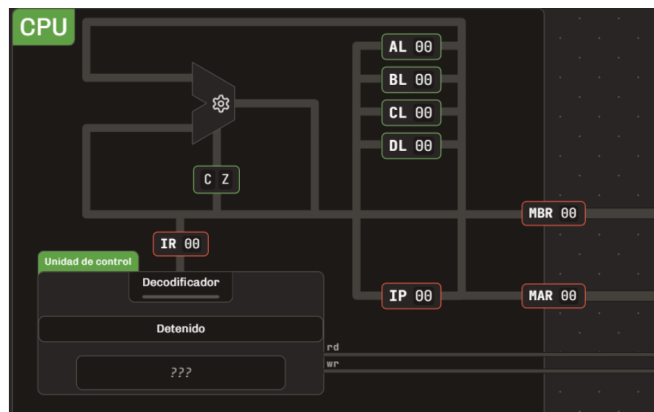 CPU
AL 00
BL 00
CL 00
DL 00
C Z
MBR 00
IR 00
Unidad de control
Decodificador
IP 00
MAR 00
Detenido
rd
wr
???